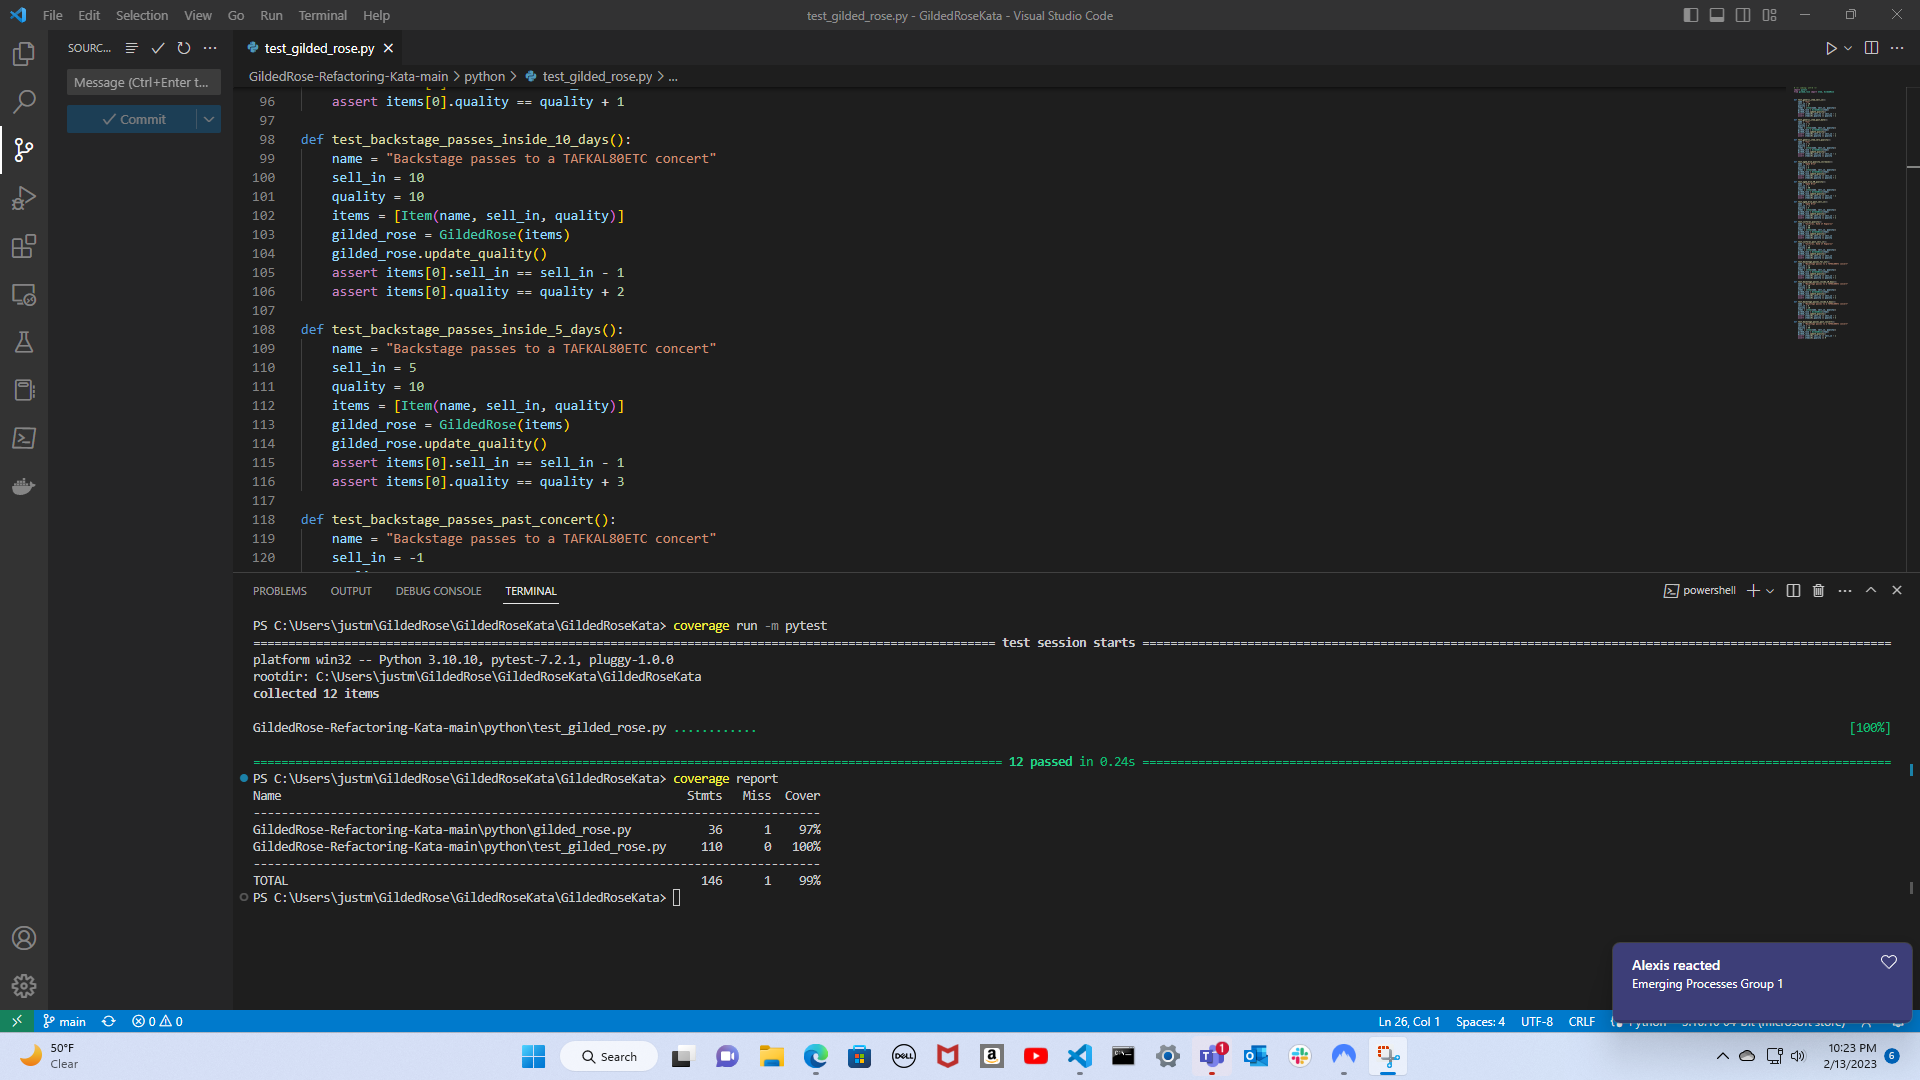 File Edit Selection View Go Run Terminal Help
test_gilded_rose.py - GildedRoseKata - Visual Studio Code
SOURC...
test_gilded_rose.py
Message (Ctrl+Enter t...
Commit
GildedRose-Refactoring-Kata-main > python > test_gilded_rose.py > ...
96 assert items[0].quality == quality + 1
97
98 def test_backstage_passes_inside_10_days():
99 name = "Backstage passes to a TAFKAL80ETC concert"
100 sell_in = 10
101 quality = 10
102 items = [Item(name, sell_in, quality)]
103 gilded_rose = GildedRose(items)
104 gilded_rose.update_quality()
105 assert items[0].sell_in == sell_in - 1
106 assert items[0].quality == quality + 2
107
108 def test_backstage_passes_inside_5_days():
109 name = "Backstage passes to a TAFKAL80ETC concert"
110 sell_in = 5
111 quality = 10
112 items = [Item(name, sell_in, quality)]
113 gilded_rose = GildedRose(items)
114 gilded_rose.update_quality()
115 assert items[0].sell_in == sell_in - 1
116 assert items[0].quality == quality + 3
117
118 def test_backstage_passes_past_concert():
119 name = "Backstage passes to a TAFKAL80ETC concert"
120 sell_in = -1
PROBLEMS OUTPUT DEBUG CONSOLE TERMINAL
powershell
PS C:\Users\justm\GildedRose\GildedRoseKata\GildedRoseKata> coverage run -m pytest
test session starts
platform win32 -- Python 3.10.10, pytest-7.2.1, pluggy-1.0.0
rootdir: C:\Users\justm\GildedRose\GildedRoseKata\GildedRoseKata
collected 12 items
GildedRose-Refactoring-Kata-main\python\test_gilded_rose.py ............ [100%]
12 passed in 0.24s
PS C:\Users\justm\GildedRose\GildedRoseKata\GildedRoseKata> coverage report
Name Stmts Miss Cover
GildedRose-Refactoring-Kata-main\python\gilded_rose.py 36 1 97%
GildedRose-Refactoring-Kata-main\python\test_gilded_rose.py 110 0 100%
TOTAL 146 1 99%
PS C:\Users\justm\GildedRose\GildedRoseKata\GildedRoseKata>
Alexis reacted
Emerging Processes Group 1
main 0 0
Ln 26, Col 1 Spaces: 4 UTF-8 CRLF
50°F
Clear
Search
DELL
a
1
10:23 PM
2/13/2023
6